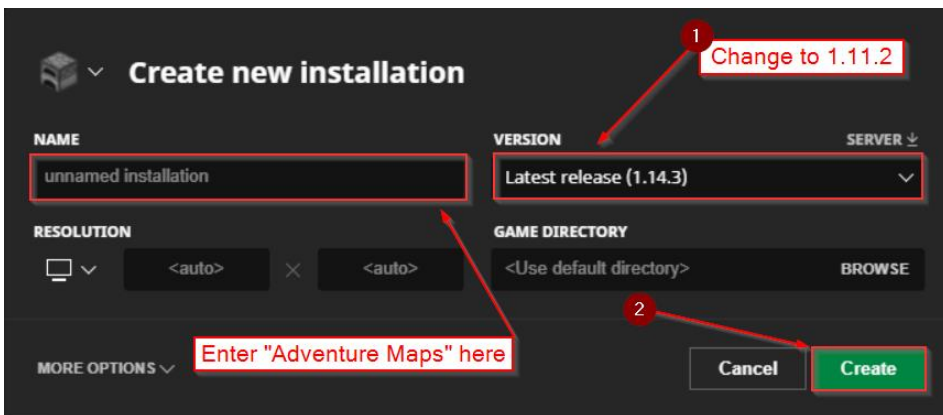 1
Change to 1.11.2
Create new installation
NAME
VERSION
SERVER
unnamed installation
Latest release (1.14.3)
RESOLUTION
GAME DIRECTORY
<auto>
<auto>
<Use default directory>
BROWSE
2
Enter "Adventure Maps" here
MORE OPTIONS
Cancel
Create